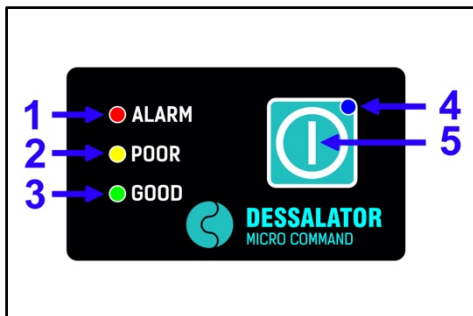 1 ALARM 4
2 POOR 5
3 GOOD
DESSALATOR
MICRO COMMAND